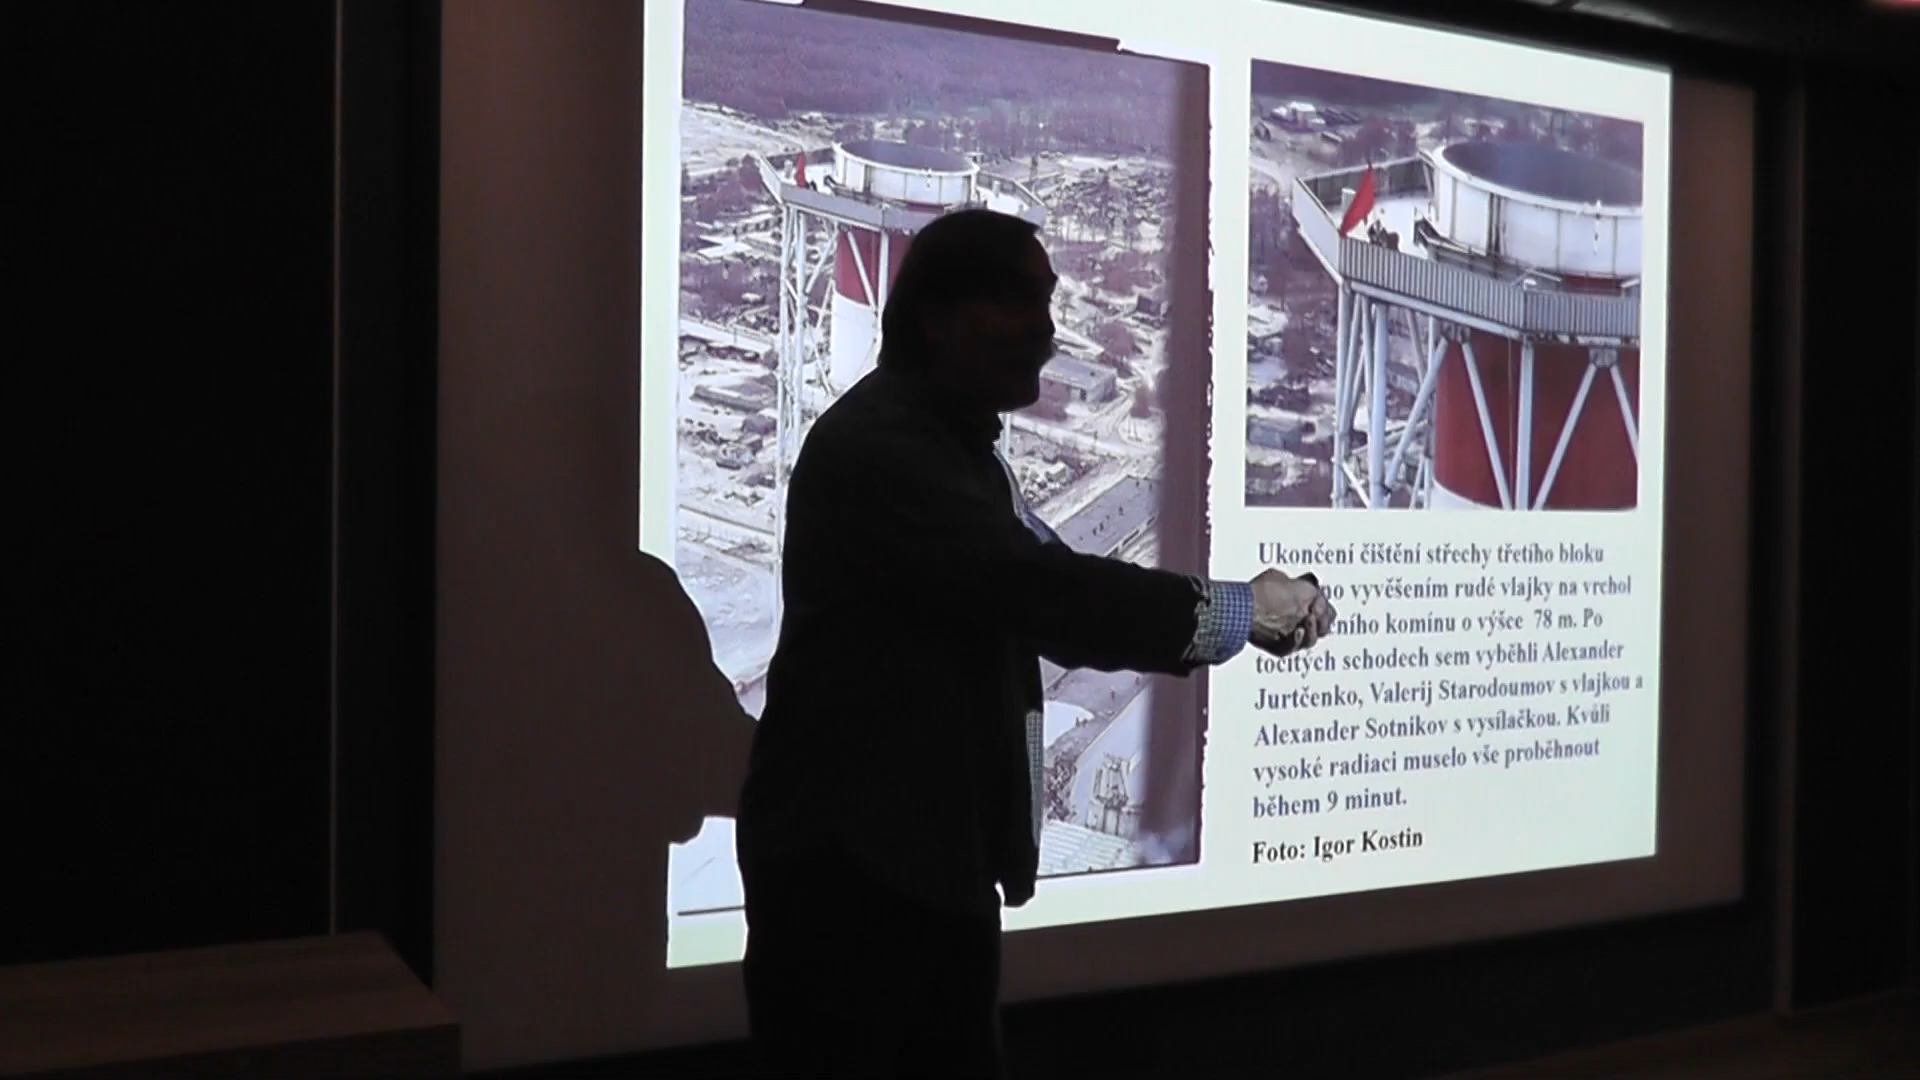 Ukončení čištění střechy třetího bloku
vyvěšením rudé vlajky na vrchol
komínu o výšce 78 m. Po
točitých schodech sem vyběhli Alexander
Jurtčenko, Valerij Starodoumov s vlajkou a
Alexander Sotnikov s vysílačkou. Kvůli
vysoké radiaci muselo vše proběhnout
během 9 minut.
Foto: Igor Kostin